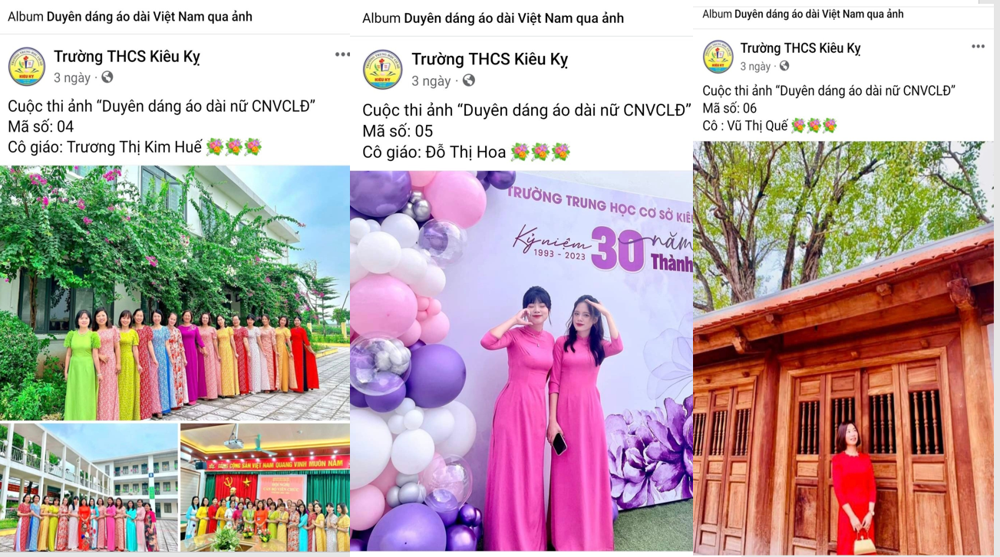 Album Duyên dáng áo dài Việt Nam qua ảnh
Trường THCS Kiêu Kỵ
3 ngày ·
Cuộc thi ảnh “Duyên dáng áo dài nữ CNVCLĐ”
Mã số: 04
Cô giáo: Trương Thị Kim Huế 💐💐💐
CỘNG SẢN VIỆT NAM QUANG VINH MUÔN NĂM
HỘI NGHỊ
Album Duyên dáng áo dài Việt Nam qua ảnh
Trường THCS Kiêu Kỵ
3 ngày ·
Cuộc thi ảnh “Duyên dáng áo dài nữ CNVCLĐ”
Mã số: 05
Cô giáo: Đỗ Thị Hoa 💐💐💐
TRƯỜNG TRUNG HỌC CƠ SỞ KIÊU
Kỷ niệm 30 năm
1993 - 2023
Thành
Album Duyên dáng áo dài Việt Nam qua ảnh
Trường THCS Kiêu Kỵ
3 ngày ·
Cuộc thi ảnh “Duyên dáng áo dài nữ CNVCLĐ”
Mã số: 06
Cô : Vũ Thị Quế 💐💐💐